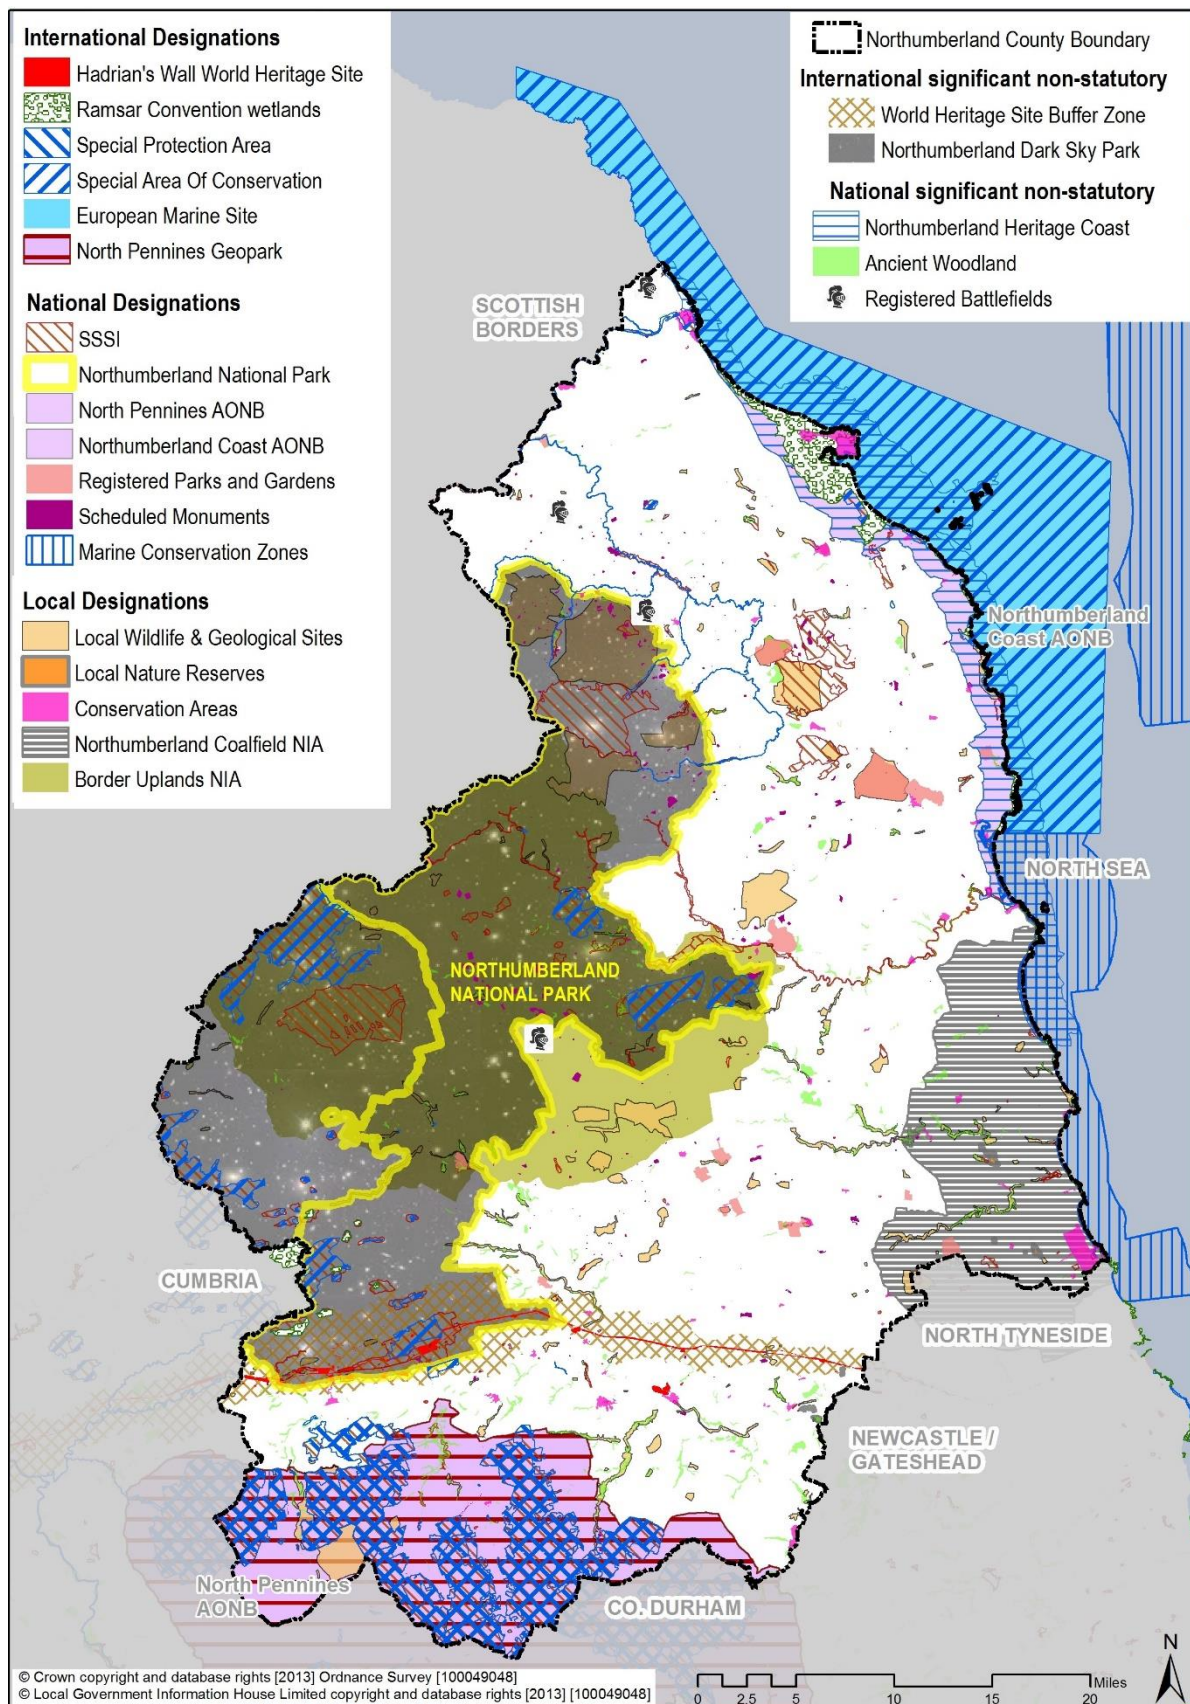 International Designations
Hadrian's Wall World Heritage Site
Ramsar Convention wetlands
Special Protection Area
Special Area Of Conservation
European Marine Site
North Pennines Geopark
National Designations
SSSI
Northumberland National Park
North Pennines AONB
Northumberland Coast AONB
Registered Parks and Gardens
Scheduled Monuments
Marine Conservation Zones
Local Designations
Local Wildlife & Geological Sites
Local Nature Reserves
Conservation Areas
Northumberland Coalfield NIA
Border Uplands NIA
Northumberland County Boundary
International significant non-statutory
World Heritage Site Buffer Zone
Northumberland Dark Sky Park
National significant non-statutory
Northumberland Heritage Coast
Ancient Woodland
Registered Battlefields
SCOTTISH
BORDERS
Northumberland
Coast AONB
NORTH SEA
NORTHUMBERLAND
NATIONAL PARK
CUMBRIA
NORTH TYNESIDE
NEWCASTLE /
GATESHEAD
North Pennines
AONB
CO. DURHAM
N
Miles
0 2.5 5 10 15 20
© Crown copyright and database rights [2013] Ordnance Survey [100049048]
© Local Government Information House Limited copyright and database rights [2013] [100049048]